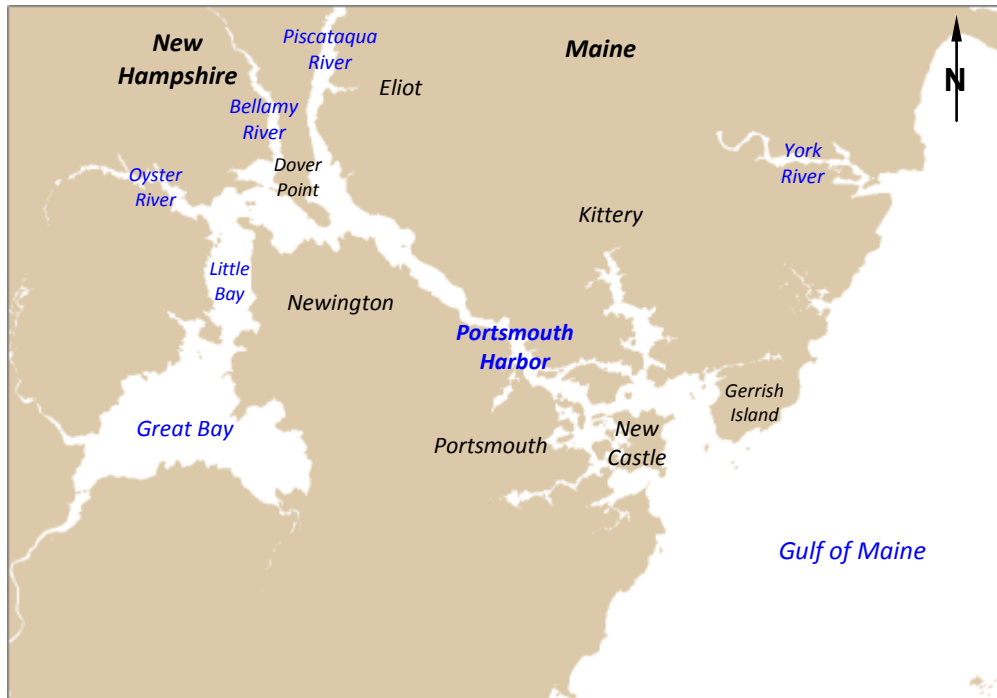 New
Hampshire
Piscataqua
River
Maine
N
Eliot
Bellamy
River
Dover
Point
Oyster
River
York
River
Kittery
Little
Bay
Newington
Portsmouth
Harbor
Gerrish
Island
Great Bay
Portsmouth
New
Castle
Gulf of Maine